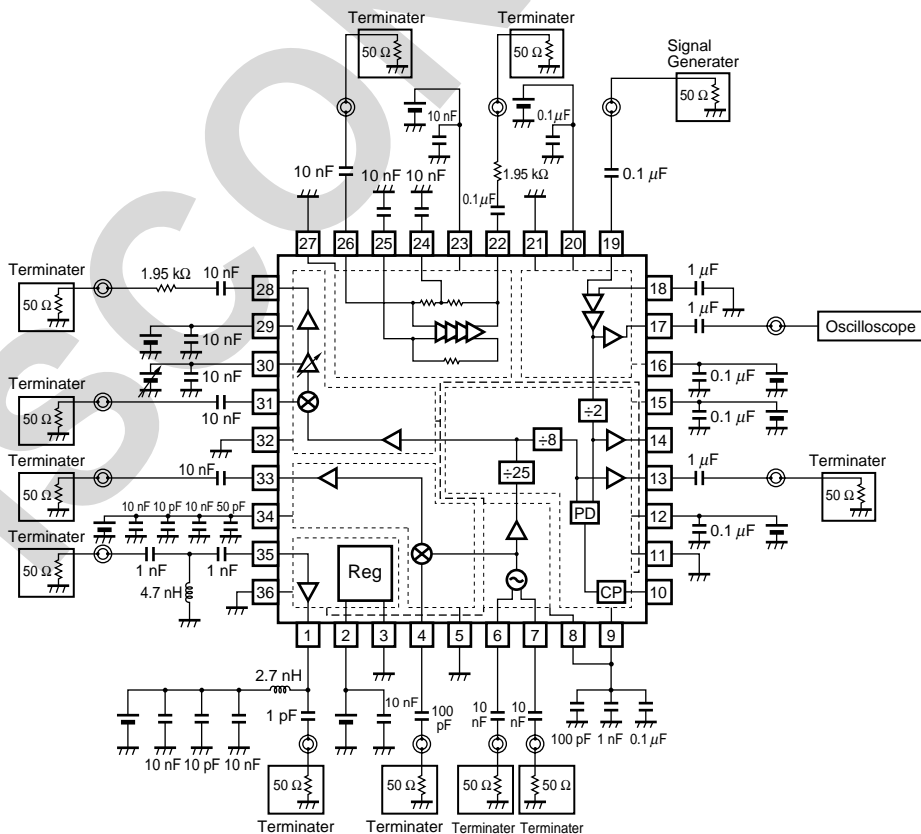 Terminater
50 Ω
Terminater
50 Ω
Signal
Generater
50 Ω
10 nF
0.1 µF
10 nF
10 nF
10 nF
0.1 µF
1.95 kΩ
0.1 µF
27
26
25
24
23
22
21
20
19
Terminater
50 Ω
1.95 kΩ
10 nF
28
18
1 µF
17
1 µF
Oscilloscope
29
10 nF
30
10 nF
16
0.1 µF
Terminater
50 Ω
10 nF
31
15
0.1 µF
÷2
32
14
÷8
÷25
Terminater
50 Ω
10 nF
33
13
1 µF
Terminater
50 Ω
PD
10 nF
10 pF
10 nF
50 pF
34
12
0.1 µF
Terminater
50 Ω
1 nF
1 nF
35
11
4.7 nH
Reg
36
CP
10
1
2
3
4
5
6
7
8
9
2.7 nH
1 pF
10 nF
100
pF
10
nF
10
nF
100 pF
1 nF
0.1 µF
10 nF
10 pF
10 nF
50 Ω
50 Ω
50 Ω
50 Ω
Terminater
Terminater
Terminater
Terminater
ISCON